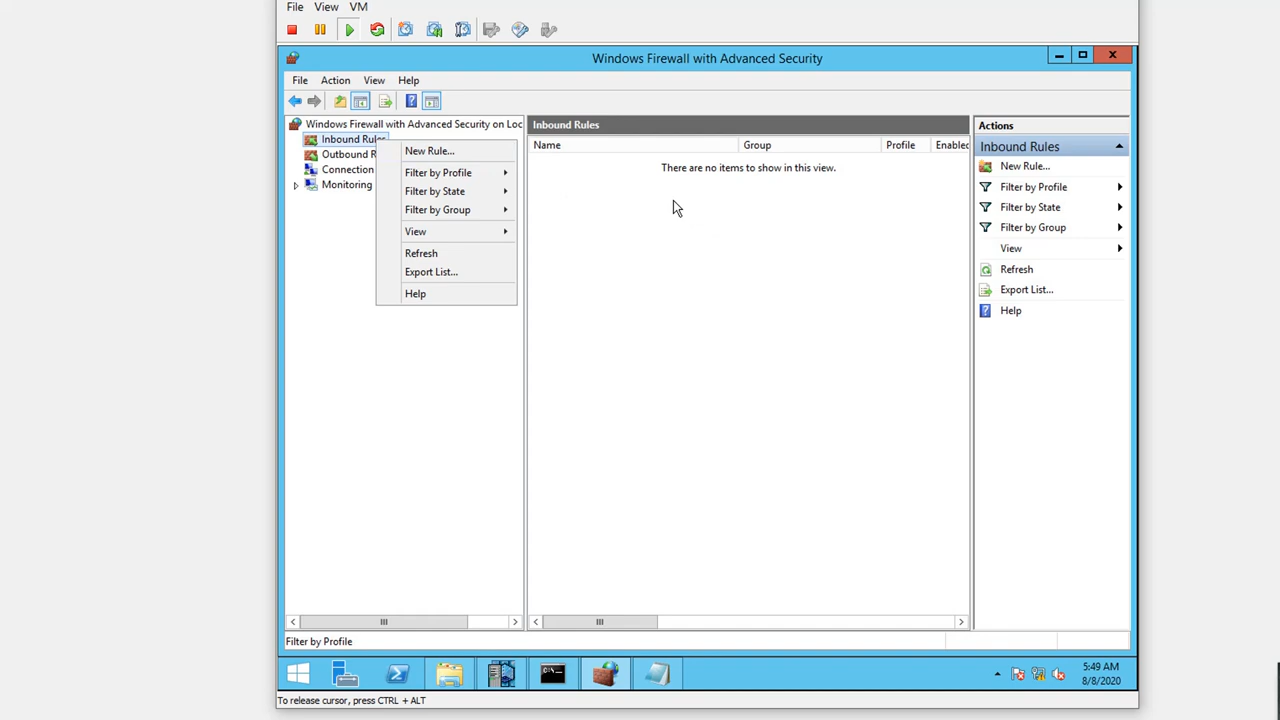 File View VM
Windows Firewall with Advanced Security
File Action View Help
Windows Firewall with Advanced Security on Loc
Inbound Rules
Outbound R
Connection
Monitoring
New Rule...
Filter by Profile
Filter by State
Filter by Group
View
Refresh
Export List...
Help
Inbound Rules
Name Group Profile Enabled
There are no items to show in this view.
Actions
Inbound Rules
New Rule...
Filter by Profile
Filter by State
Filter by Group
View
Refresh
Export List...
Help
Filter by Profile
5:49 AM
8/8/2020
To release cursor, press CTRL + ALT